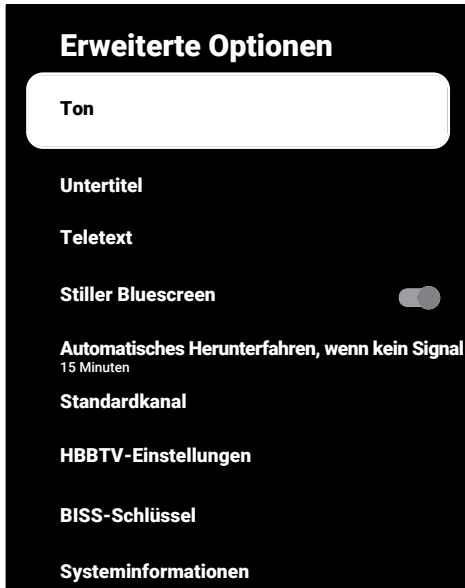 Erweiterte Optionen
Ton
Untertitel
Teletext
Stiller Bluescreen
Automatisches Herunterfahren, wenn kein Signal
15 Minuten
Standardkanal
HBBTV-Einstellungen
BISS-Schlüssel
Systeminformationen